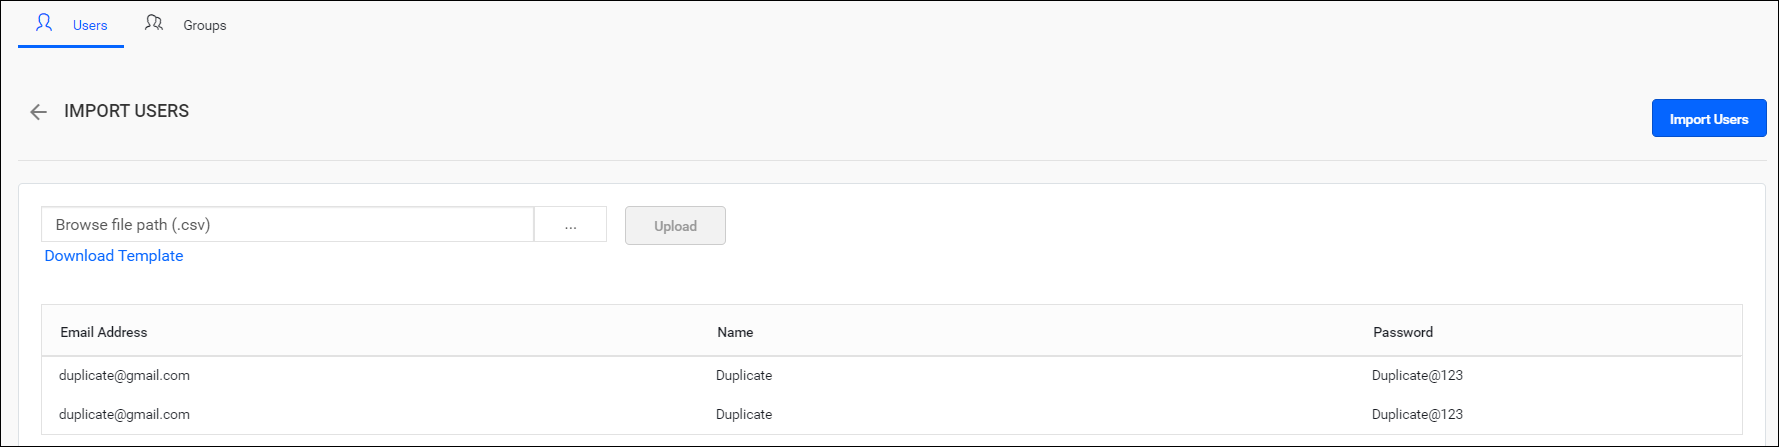 Users Groups
IMPORT USERS
Import Users
Browse file path (.csv) ... Upload
Download Template
Email Address Name Password
duplicate@gmail.com Duplicate Duplicate@123
duplicate@gmail.com Duplicate Duplicate@123